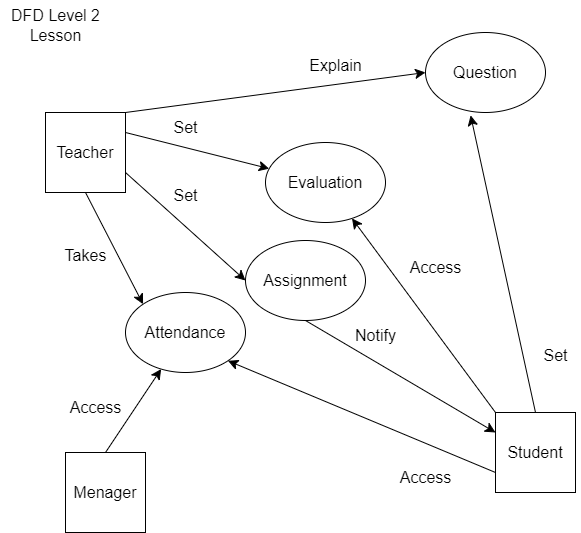 DFD Level 2
Lesson
Explain
Question
Set
Teacher
Evaluation
Set
Takes
Access
Assignment
Attendance
Notify
Set
Access
Student
Access
Menager